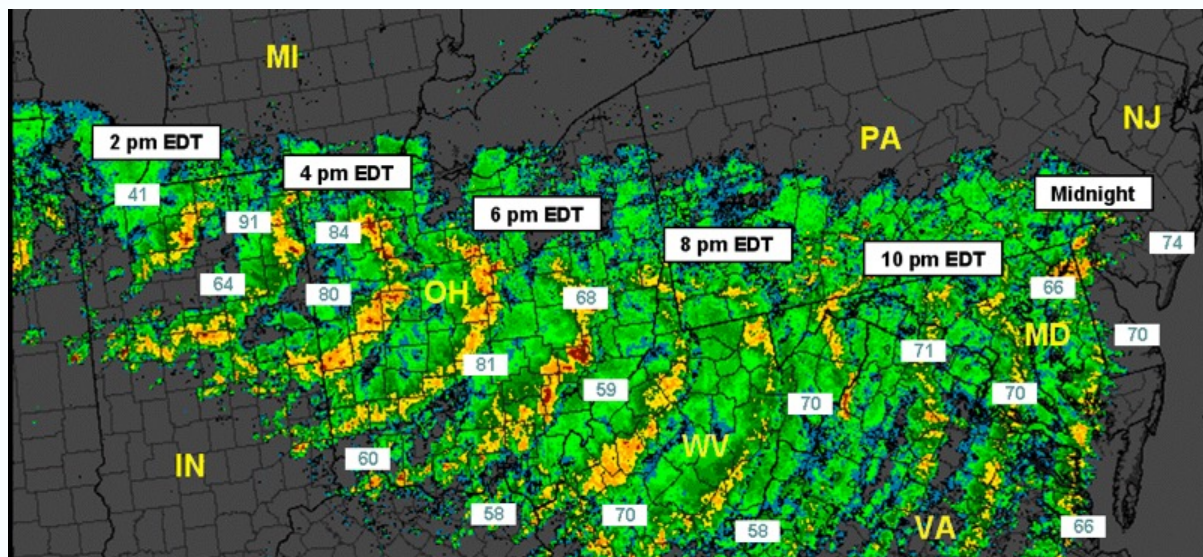 MI
NJ
PA
2 pm EDT
4 pm EDT
Midnight
41
91
84
6 pm EDT
8 pm EDT
10 pm EDT
74
64
80
OH
68
66
MD
70
81
71
59
70
70
WV
IN
60
58
70
58
VA
66